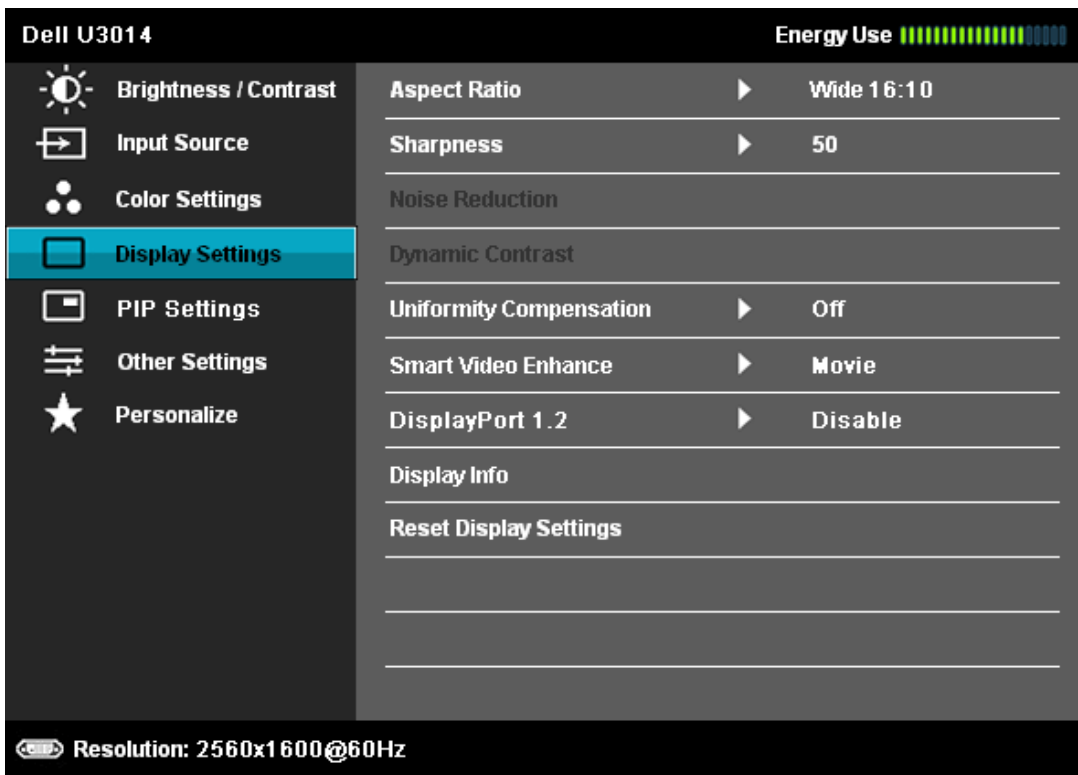 Dell U3014 Energy Use
Brightness / Contrast
Input Source
Color Settings
Display Settings
PIP Settings
Other Settings
Personalize
Aspect Ratio Wide 16:10
Sharpness 50
Noise Reduction
Dynamic Contrast
Uniformity Compensation Off
Smart Video Enhance Movie
DisplayPort 1.2 Disable
Display Info
Reset Display Settings
Resolution: 2560x1600@60Hz